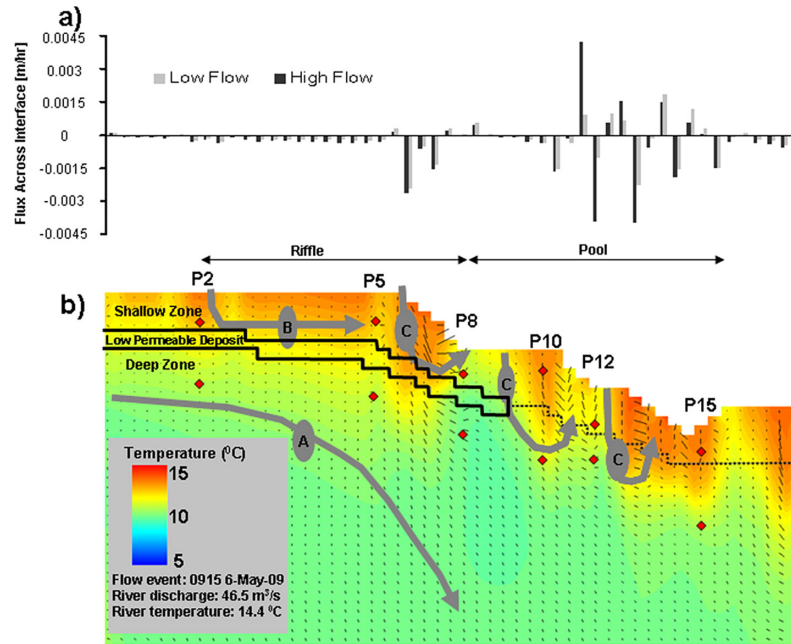 a)
Flux Across Interface [m/hr]
0.0045
0.003
0.0015
0
-0.0015
-0.003
-0.0045
Low Flow
High Flow
Riffle
Pool
b)
P2
P5
P8
P10
P12
P15
Shallow Zone
Low Permeable Deposit
Deep Zone
B
C
C
C
A
Temperature (⁰C)
15
10
5
Flow event: 0915 6-May-09
River discharge: 46.5 m³/s
River temperature: 14.4 ⁰C